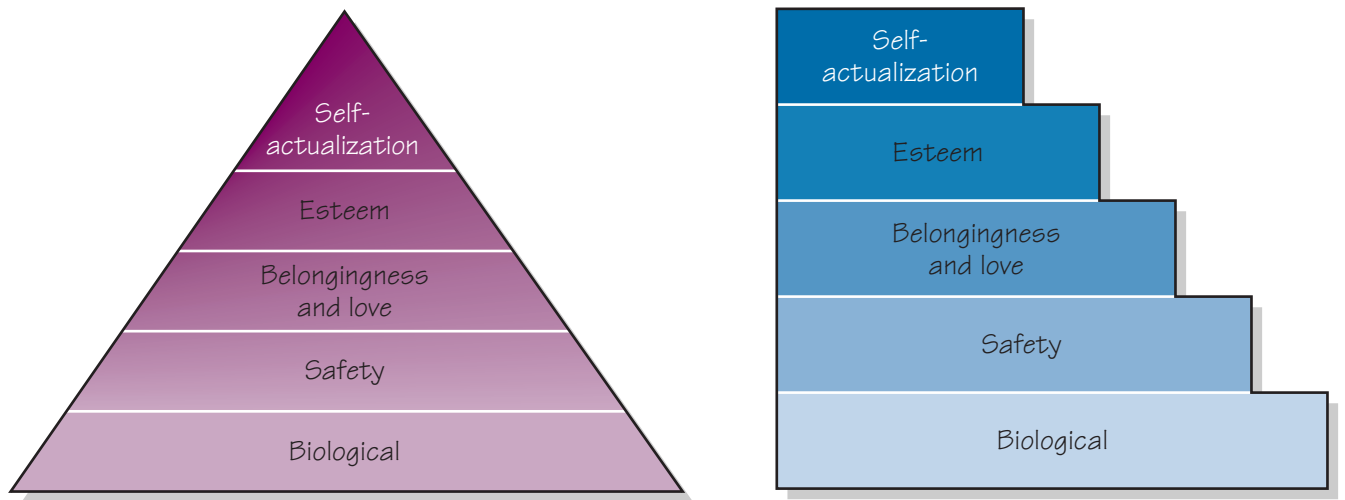 Self-
actualization
Esteem
Belongingness
and love
Safety
Biological
Self-
actualization
Esteem
Belongingness
and love
Safety
Biological